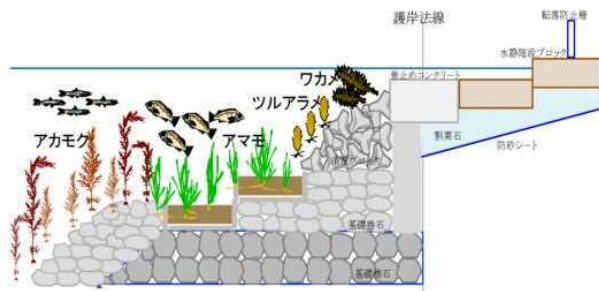 護岸法線
転落防止柵
水静階段ブロック
ワカメ
ツルアラメ
アカモク
アマモ
割栗石
防砂シート
基礎捨石
基礎捨石